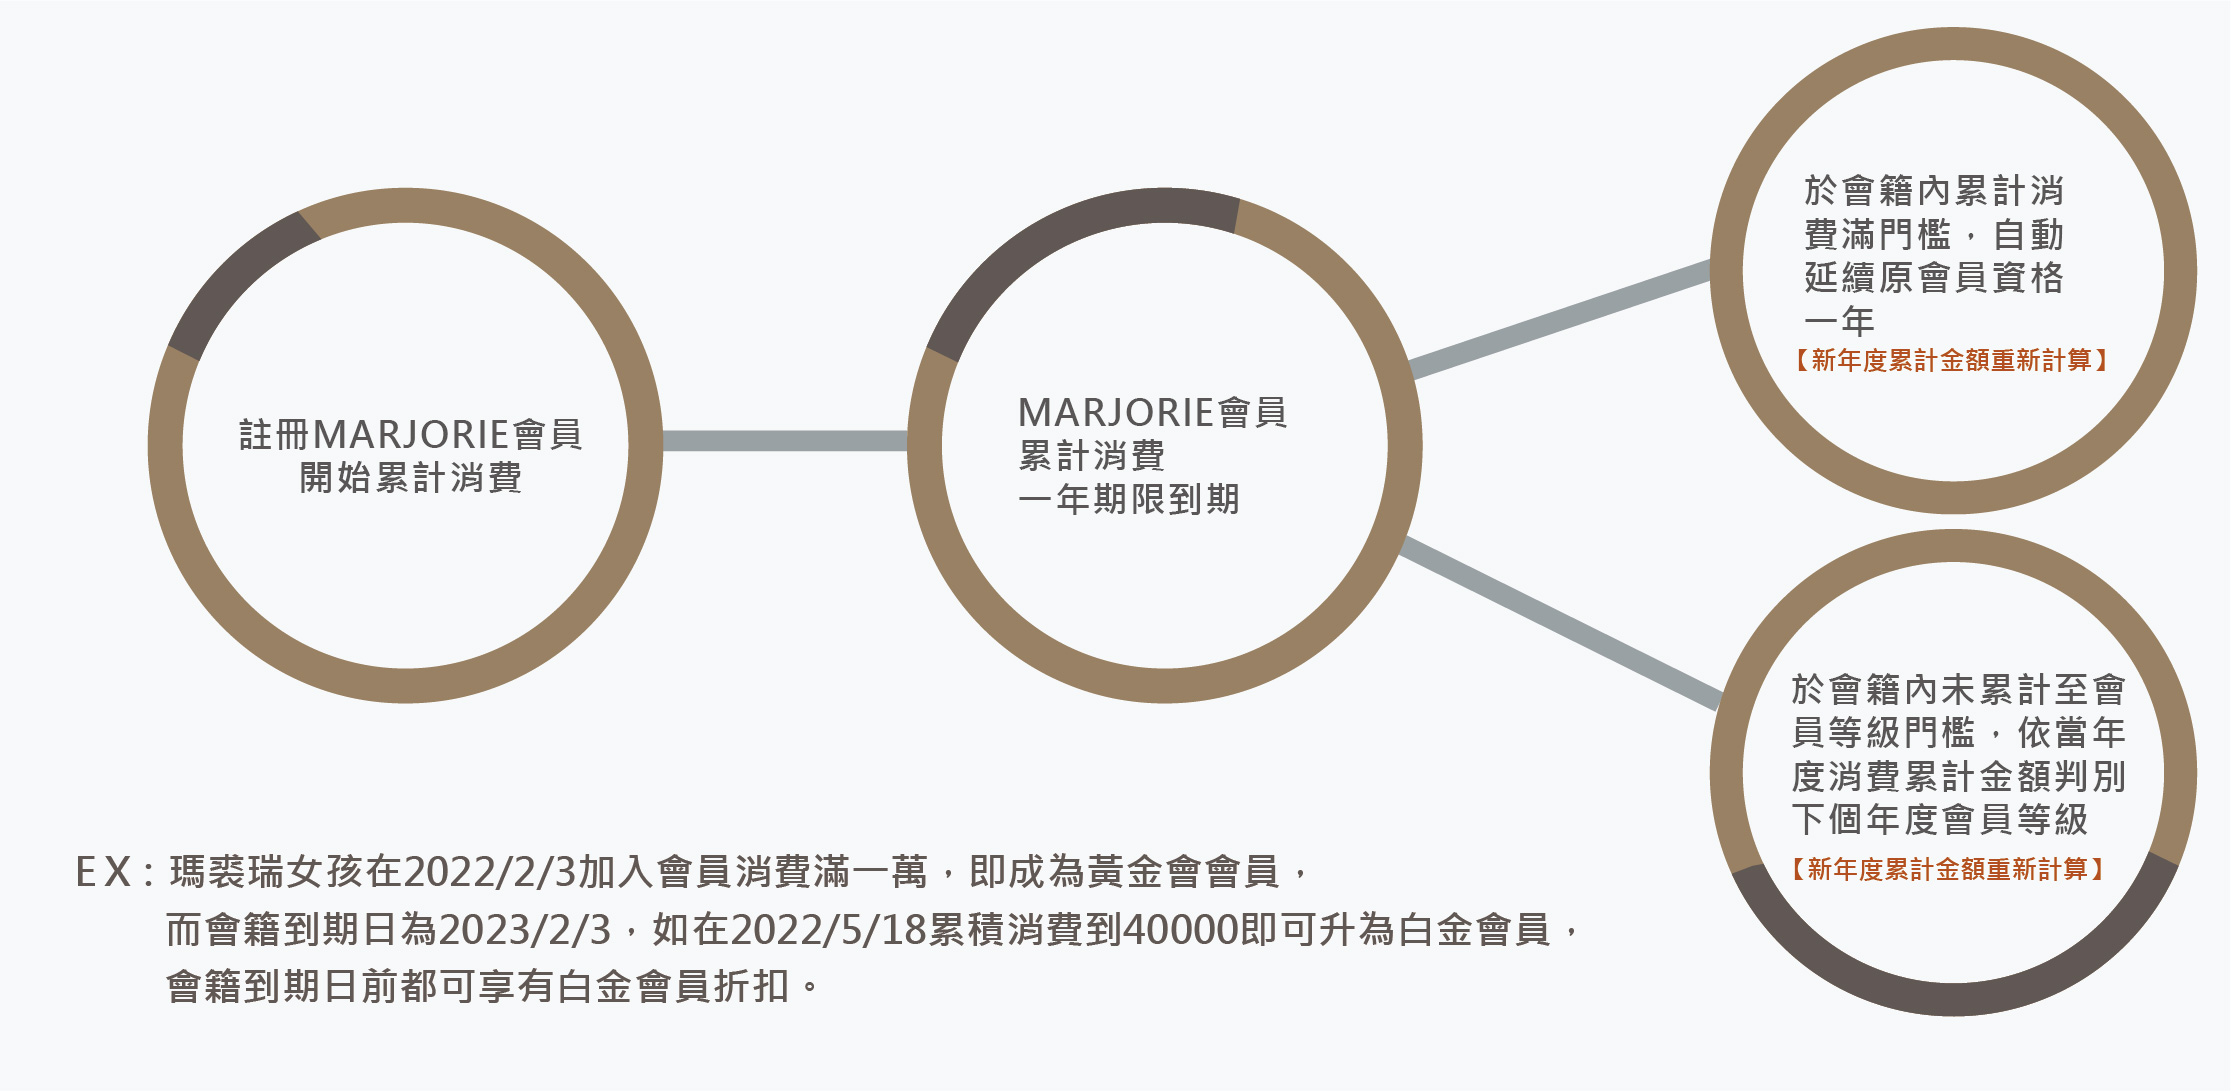 註冊MARJORIE會員
開始累計消費
MARJORIE會員
累計消費
一年期限到期
於會籍內累計消
費滿門檻，自動
延續原會員資格
一年
【新年度累計金額重新計算】
於會籍內未累計至會
員等級門檻，依當年
度消費累計金額判別
下個年度會員等級
【新年度累計金額重新計算】
EX：瑪裘瑞女孩在2022/2/3加入會員消費滿一萬，即成為黃金會會員，
而會籍到期日為2023/2/3，如在2022/5/18累積消費到40000即可升為白金會員，
會籍到期日前都可享有白金會員折扣。